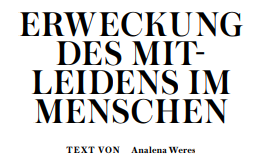 ERWECKUNG
DES MIT-
LEIDENS IM
MENSCHEN
TEXT VON Analena Weres